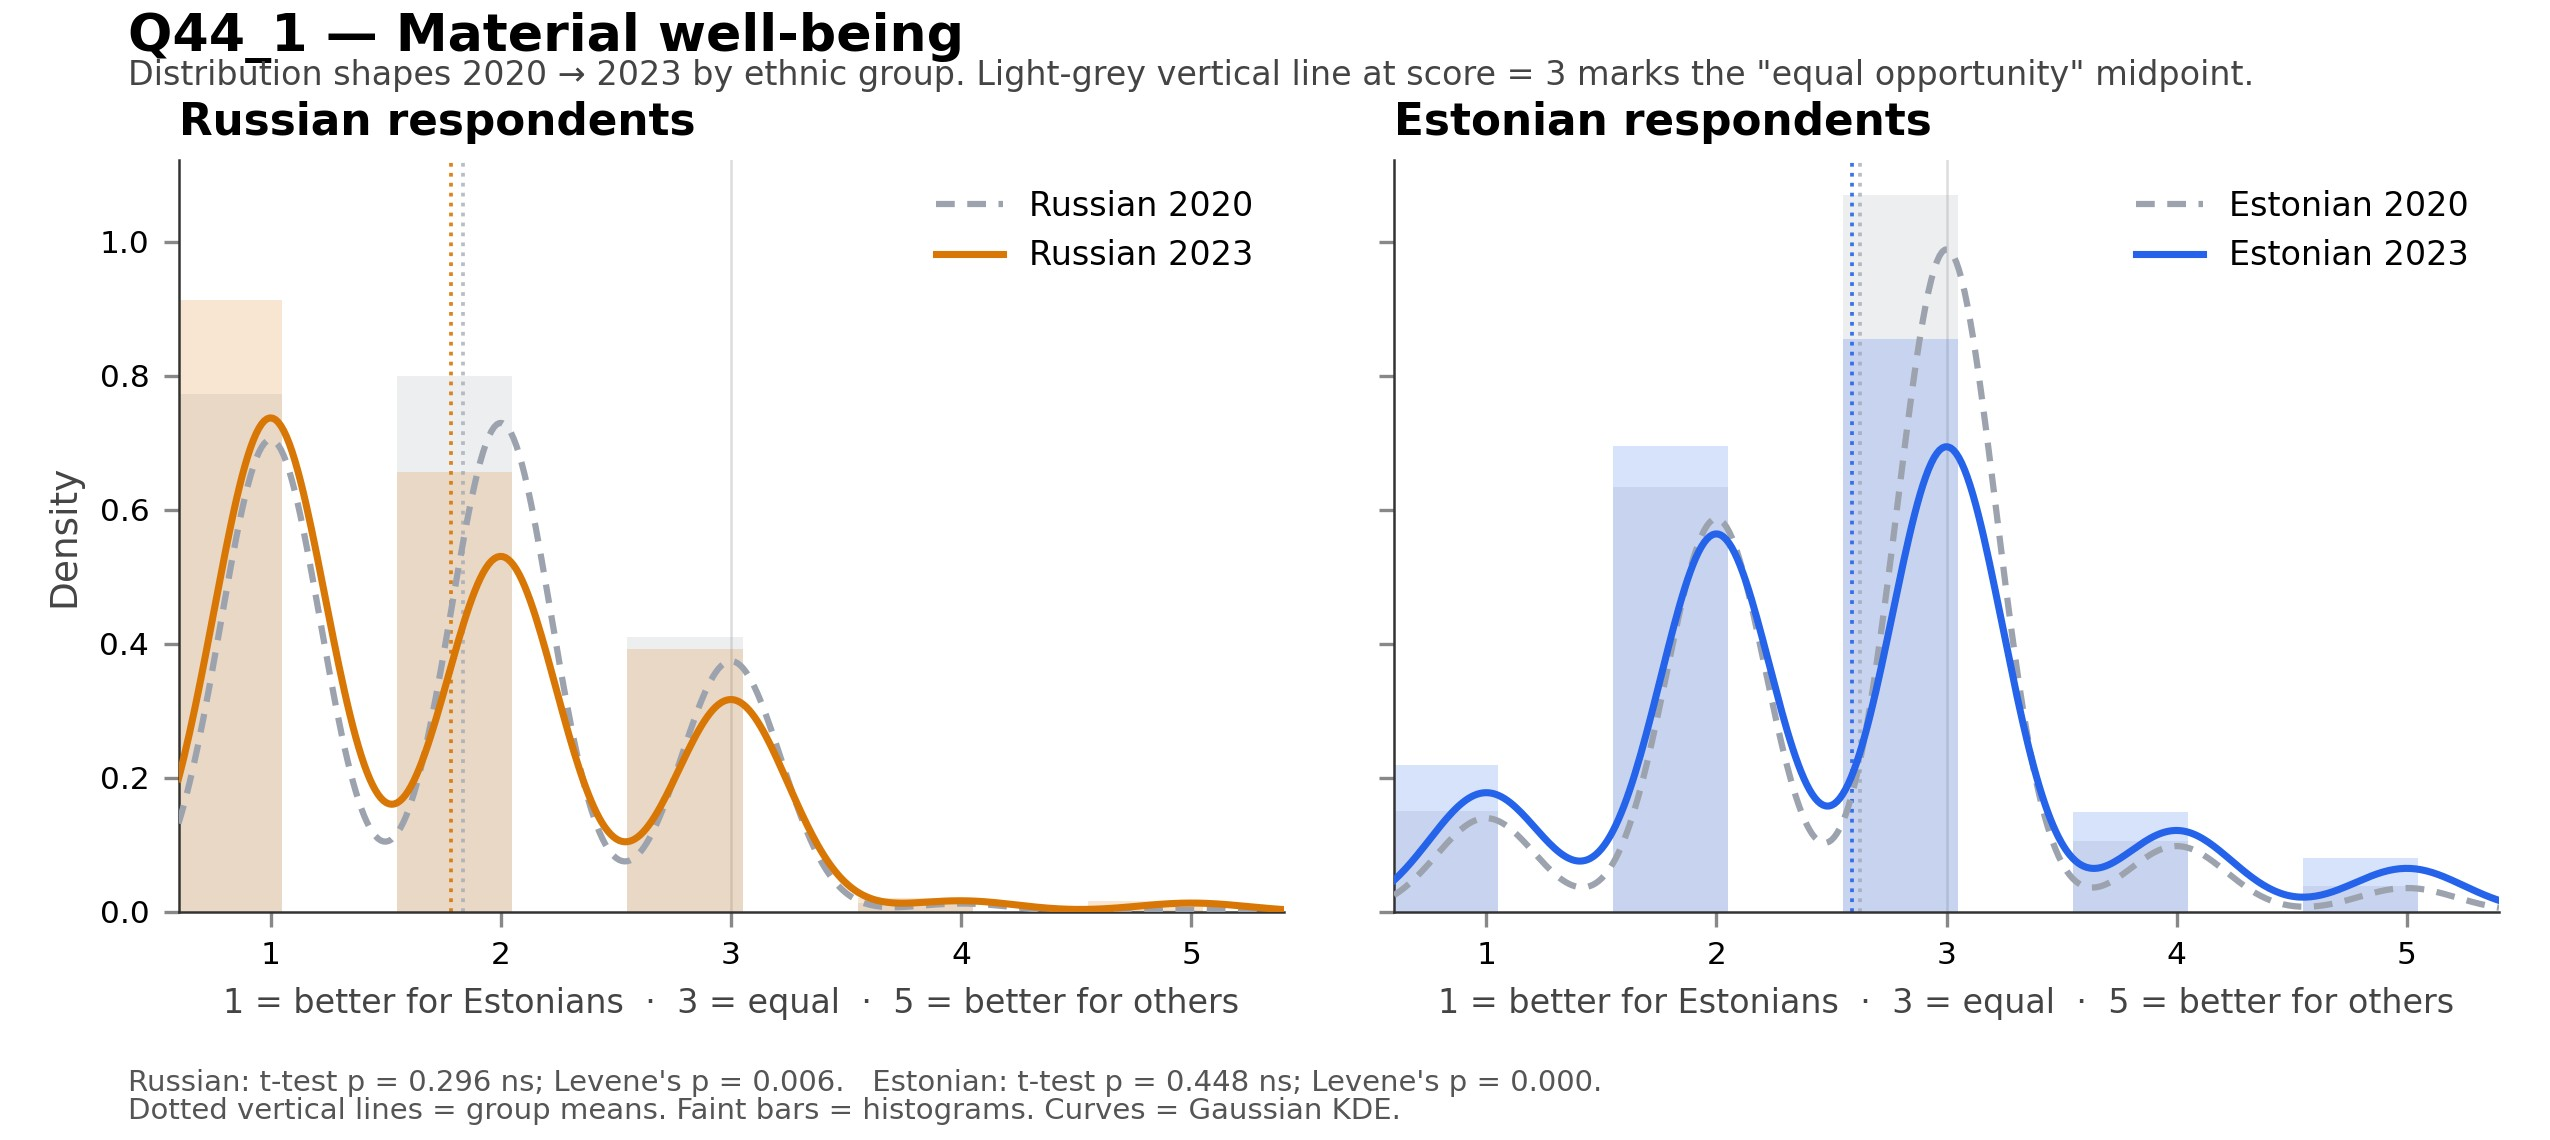 Q44_1 — Material well-being
Distribution shapes 2020 → 2023 by ethnic group. Light-grey vertical line at score = 3 marks the "equal opportunity" midpoint.
Russian respondents
Estonian respondents
Russian 2020
Russian 2023
Estonian 2020
Estonian 2023
Density
1.0
0.8
0.6
0.4
0.2
0.0
1 2 3 4 5
1 2 3 4 5
1 = better for Estonians · 3 = equal · 5 = better for others
1 = better for Estonians · 3 = equal · 5 = better for others
Russian: t-test p = 0.296 ns; Levene's p = 0.006. Estonian: t-test p = 0.448 ns; Levene's p = 0.000.
Dotted vertical lines = group means. Faint bars = histograms. Curves = Gaussian KDE.